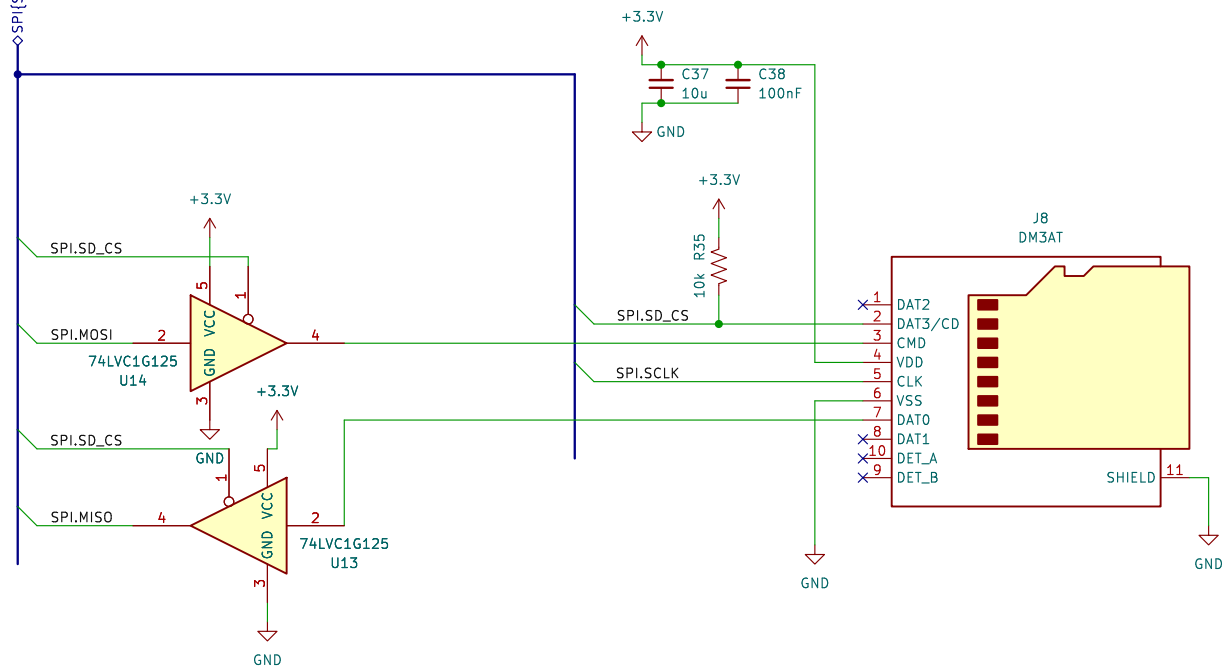 SPI{S
+3.3V
C37
10u
C38
100nF
GND
+3.3V
+3.3V
R35
10k
J8
DM3AT
SPI.SD_CS
5
1
VCC
GND
SPI.MOSI
2
4
74LVC1G125
U14
3
GND
SPI.SD_CS
SPI.SCLK
1
DAT2
2
DAT3/CD
3
CMD
4
VDD
5
CLK
6
VSS
7
DAT0
8
DAT1
10
DET_A
9
DET_B
SHIELD
11
GND
GND
+3.3V
SPI.SD_CS
1
5
VCC
GND
SPI.MISO
4
2
74LVC1G125
U13
3
GND